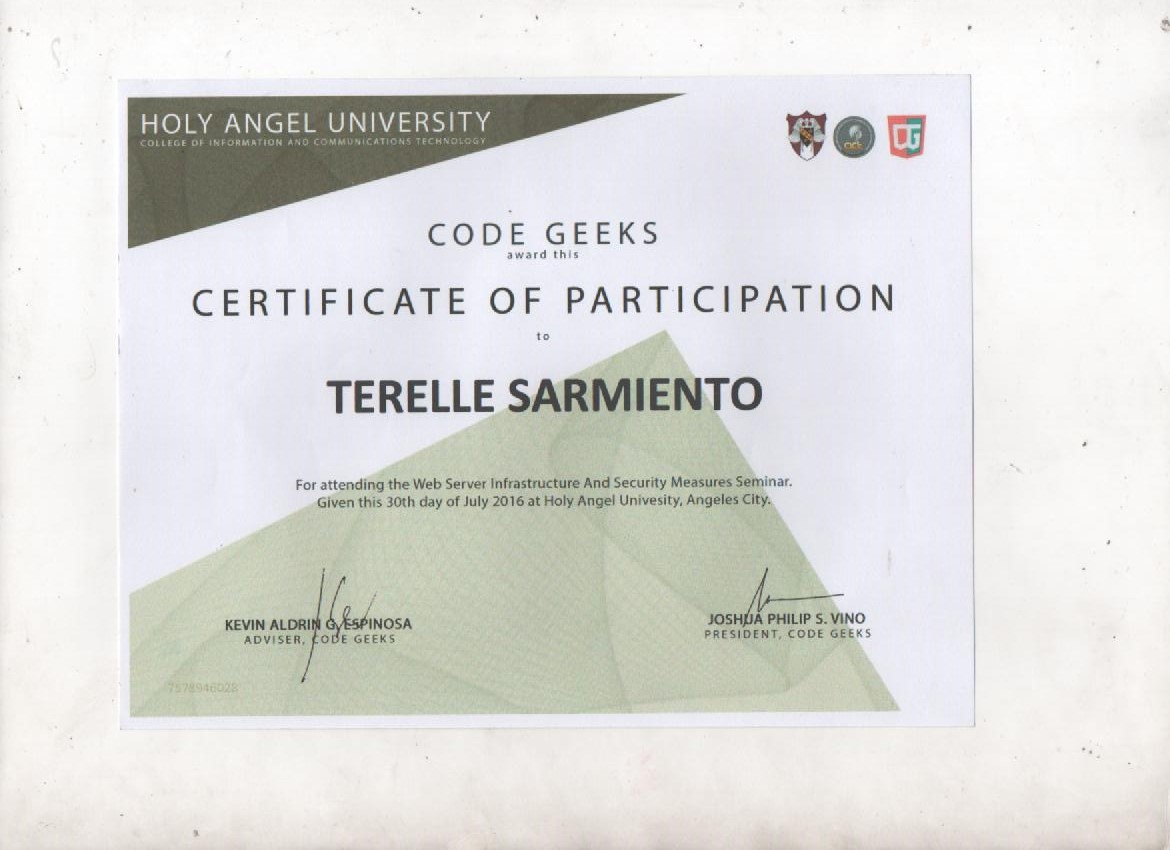 HOLY ANGEL UNIVERSITY
COLLEGE OF INFORMATION AND COMMUNICATIONS TECHNOLOGY
CODE GEEKS
award this
CERTIFICATE OF PARTICIPATION
to
TERELLE SARMIENTO
For attending the Web Server Infrastructure And Security Measures Seminar.
Given this 30th day of July 2016 at Holy Angel Univesity, Angeles City.
KEVIN ALDRIN G. ESPINOSA
ADVISER, CODE GEEKS
JOSHUA PHILIP S. VINO
PRESIDENT, CODE GEEKS
7578946028